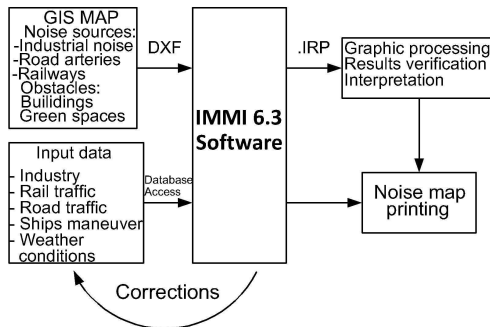 GIS MAP
Noise sources:
-Industrial noise
-Road arteries
-Railways
Obstacles:
Builidings
Green spaces
DXF
IMMI 6.3
Software
.IRP
Graphic processing
Results verification
Interpretation
Input data
- Industry
- Rail traffic
- Road traffic
- Ships maneuver
- Weather
conditions
Database
Access
Noise map
printing
Corrections